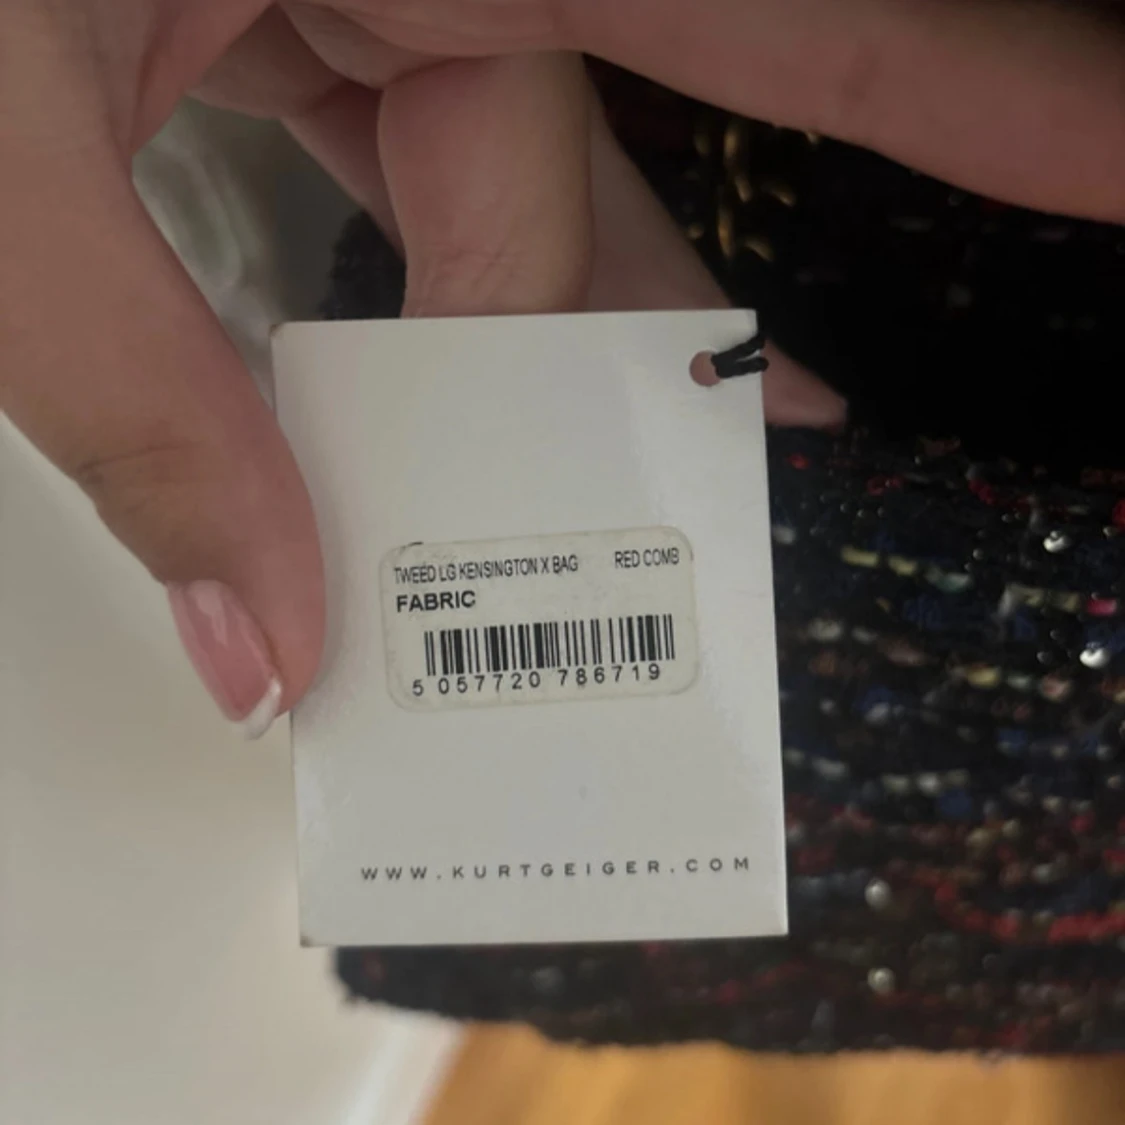 TWEED LG KENSINGTON X BAG RED COMB
FABRIC
5 057720 786719
WWW.KURTGEIGER.COM